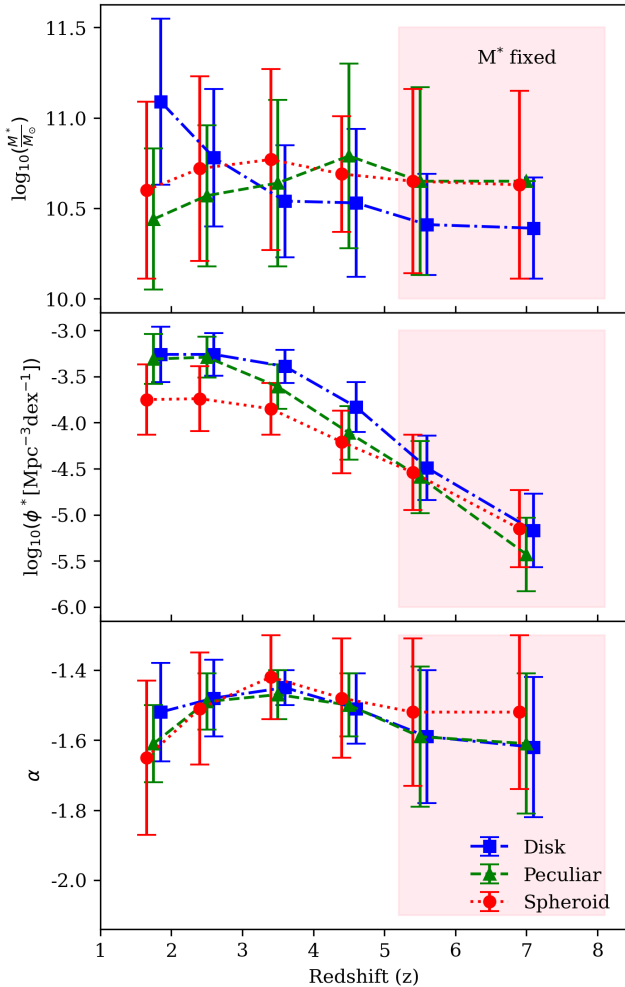 11.5
M* fixed
11.0
10.5
10.0
log₁₀(M*/M⊙)
-3.0
-3.5
-4.0
-4.5
-5.0
-5.5
-6.0
log₁₀(ϕ* [Mpc⁻³dex⁻¹])
-1.4
-1.6
-1.8
-2.0
α
Disk
Peculiar
Spheroid
1 2 3 4 5 6 7 8
Redshift (z)